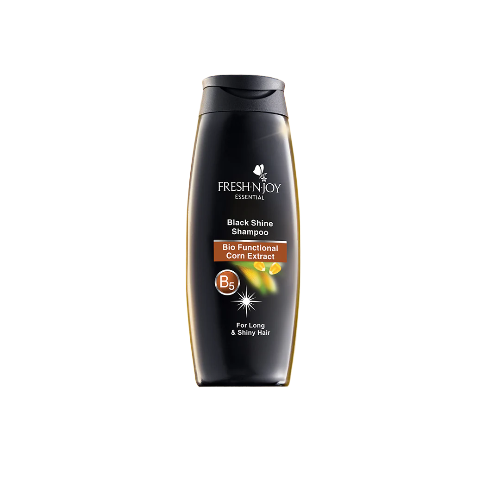 FRESH N JOY
ESSENTIAL
Black Shine
Shampoo
Bio Functional
Corn Extract
B5
For Long
& Shiny Hair